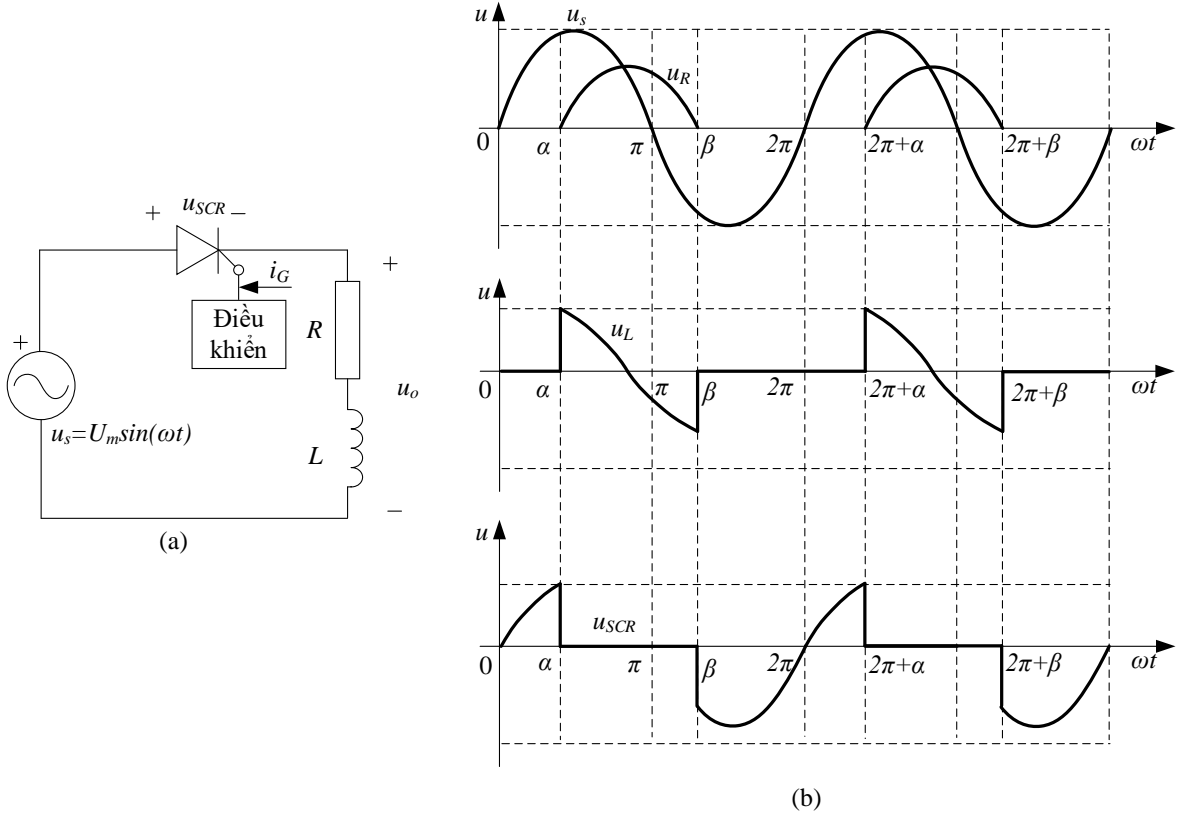 + u_SCR −
i_G
Điều
khiển
R
+
+
u_o
u_s=U_m sin(ωt)
L
−
(a)
u u_s
u_R
0 α π β 2π 2π+α 2π+β ωt
u
u_L
0 α π β 2π 2π+α 2π+β ωt
u
u_SCR
0 α π β 2π 2π+α 2π+β ωt
(b)